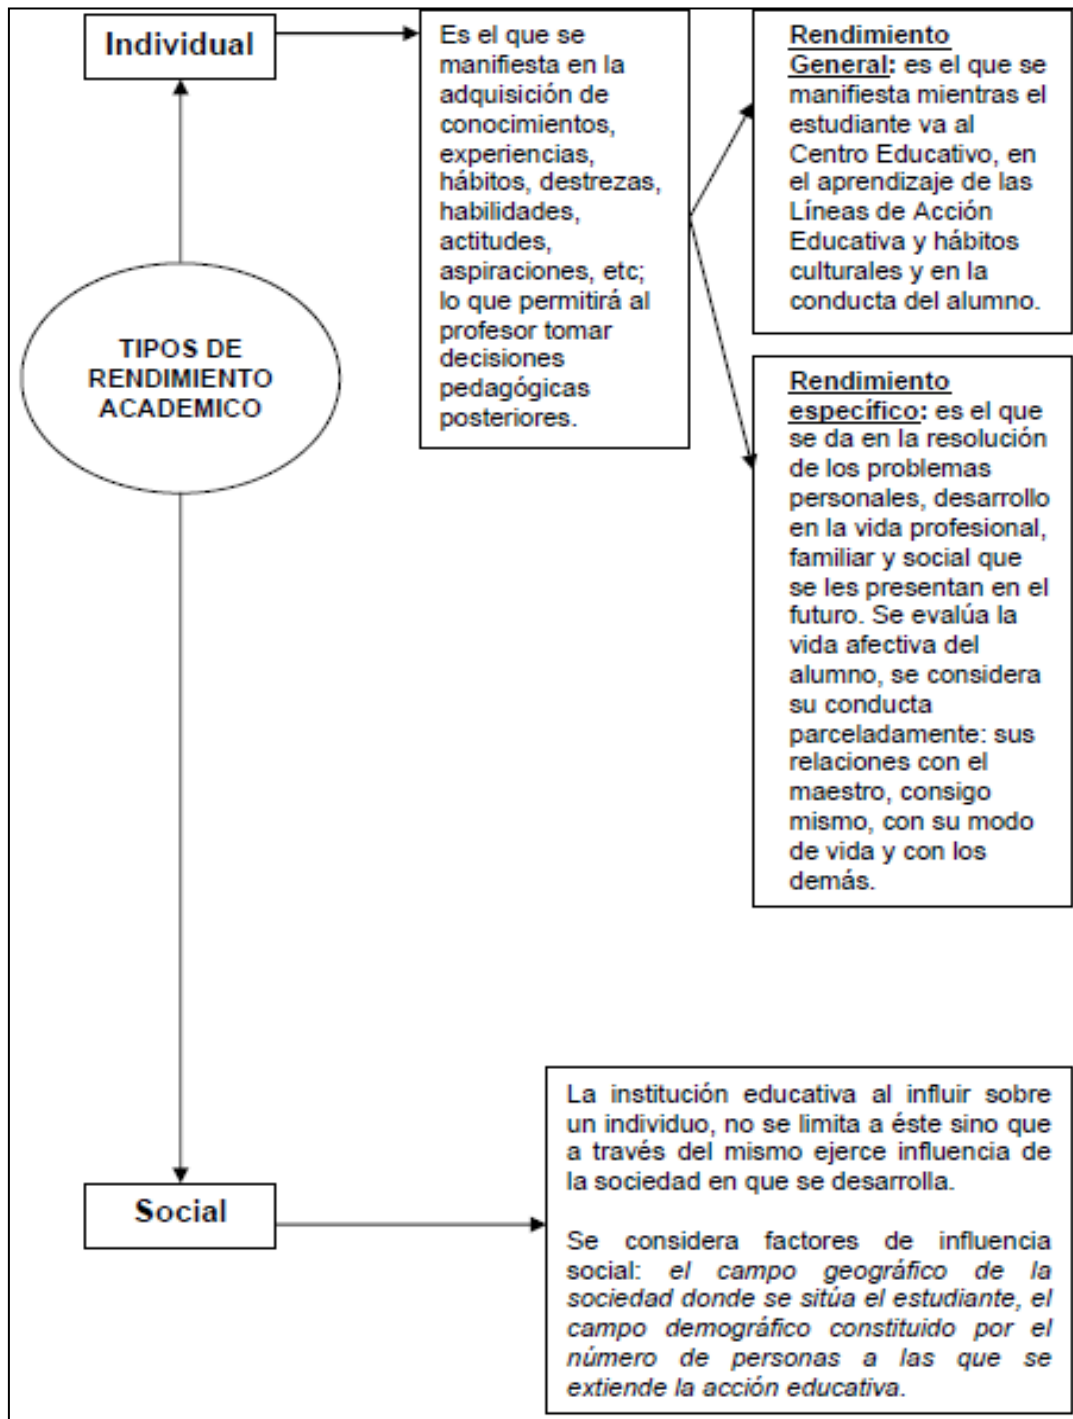 Individual
Es el que se
manifiesta en la
adquisición de
conocimientos,
experiencias,
hábitos, destrezas,
habilidades,
actitudes,
aspiraciones, etc;
lo que permitirá al
profesor tomar
decisiones
pedagógicas
posteriores.
Rendimiento
General: es el que se
manifiesta mientras el
estudiante va al
Centro Educativo, en
el aprendizaje de las
Líneas de Acción
Educativa y hábitos
culturales y en la
conducta del alumno.
TIPOS DE
RENDIMIENTO
ACADEMICO
Rendimiento
específico: es el que
se da en la resolución
de los problemas
personales, desarrollo
en la vida profesional,
familiar y social que
se les presentan en el
futuro. Se evalúa la
vida afectiva del
alumno, se considera
su conducta
parceladamente: sus
relaciones con el
maestro, consigo
mismo, con su modo
de vida y con los
demás.
Social
La institución educativa al influir sobre
un individuo, no se limita a éste sino que
a través del mismo ejerce influencia de
la sociedad en que se desarrolla.
Se considera factores de influencia
social: el campo geográfico de la
sociedad donde se sitúa el estudiante, el
campo demográfico constituido por el
número de personas a las que se
extiende la acción educativa.